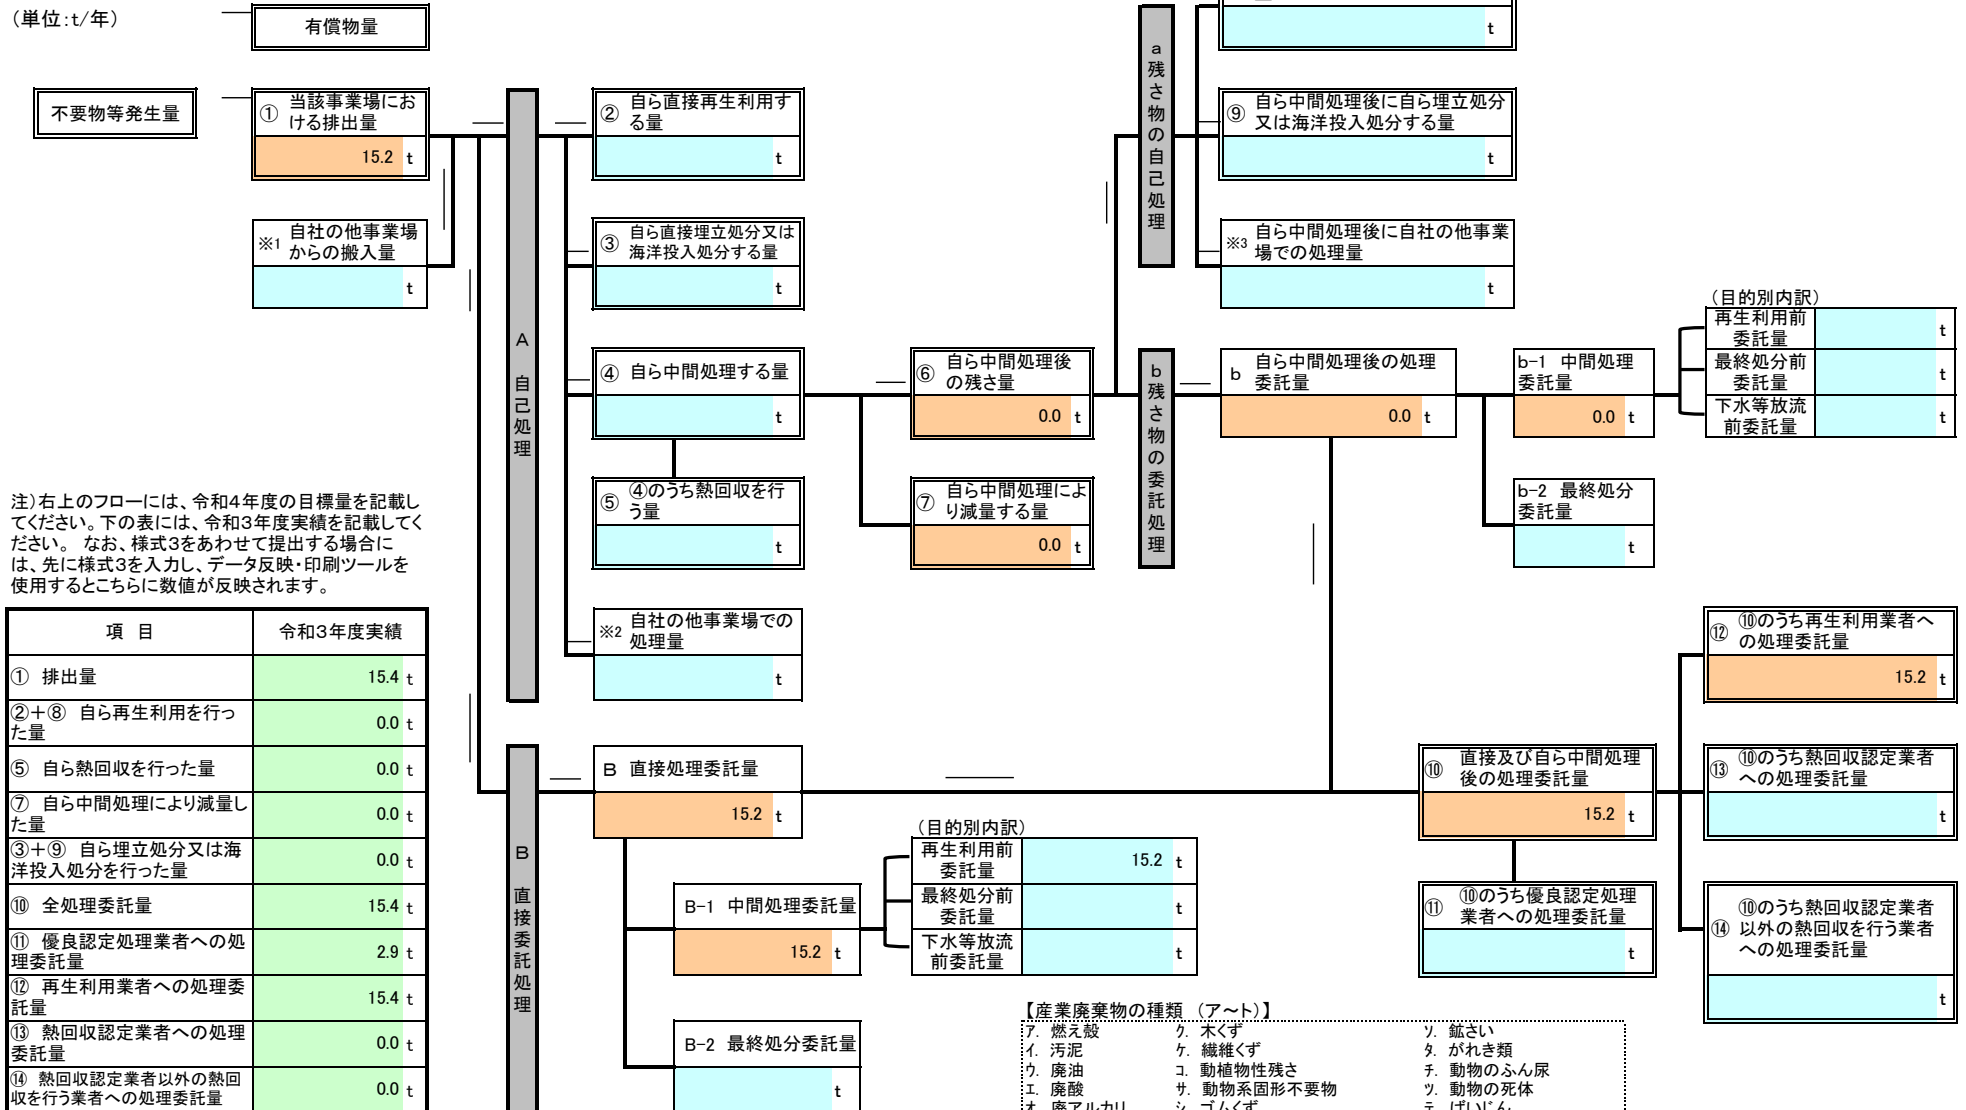 （単位：t/年）
有償物量
t
不要物等発生量
① 当該事業場にお
ける排出量
15.2 t
※1 自社の他事業場
からの搬入量
t
A 自己処理
② 自ら直接再生利用す
る量
t
③ 自ら直接埋立処分又は
海洋投入処分する量
t
④ 自ら中間処理する量
t
⑤ ④のうち熱回収を行
う量
t
※2 自社の他事業場での
処理量
t
⑥ 自ら中間処理後
の残さ量
0.0 t
⑦ 自ら中間処理によ
り減量する量
0.0 t
a 残さ物の自己処理
⑨ 自ら中間処理後に自ら埋立処分
又は海洋投入処分する量
t
※3 自ら中間処理後に自社の他事業
場での処理量
t
b 残さ物の委託処理
b 自ら中間処理後の処理
委託量
0.0 t
b-1 中間処理
委託量
0.0 t
b-2 最終処分
委託量
t
（目的別内訳）
再生利用前
委託量
t
最終処分前
委託量
t
下水等放流
前委託量
t
注）右上のフローには、令和４年度の目標量を記載し
てください。下の表には、令和３年度実績を記載してく
ださい。 なお、様式３をあわせて提出する場合に
は、先に様式３を入力し、データ反映・印刷ツールを
使用するとこちらに数値が反映されます。
項 目 令和３年度実績
① 排出量 15.4 t
②＋⑧ 自ら再生利用を行っ
た量 0.0 t
⑤ 自ら熱回収を行った量 0.0 t
⑦ 自ら中間処理により減量し
た量 0.0 t
③＋⑨ 自ら埋立処分又は海
洋投入処分を行った量 0.0 t
⑩ 全処理委託量 15.4 t
⑪ 優良認定処理業者への処
理委託量 2.9 t
⑫ 再生利用業者への処理委
託量 15.4 t
⑬ 熱回収認定業者への処理
委託量 0.0 t
⑭ 熱回収認定業者以外の熱回
収を行う業者への処理委託量 0.0 t
B 直接委託処理
B 直接処理委託量
15.2 t
B-1 中間処理委託量
15.2 t
B-2 最終処分委託量
t
（目的別内訳）
再生利用前
委託量
15.2 t
最終処分前
委託量
t
下水等放流
前委託量
t
⑩ 直接及び自ら中間処理
後の処理委託量
15.2 t
⑪ ⑩のうち優良認定処理
業者への処理委託量
t
⑫ ⑩のうち再生利用業者へ
の処理委託量
15.2 t
⑬ ⑩のうち熱回収認定業者
への処理委託量
t
⑭ ⑩のうち熱回収認定業者
以外の熱回収を行う業者
への処理委託量
t
【産業廃棄物の種類 （ア～ト）】
ｱ. 燃え殻 ｸ. 木くず ｿ. 鉱さい
ｲ. 汚泥 ｹ. 繊維くず ﾀ. がれき類
ｳ. 廃油 ｺ. 動植物性残さ ﾁ. 動物のふん尿
ｴ. 廃酸 ｻ. 動物系固形不要物 ﾂ. 動物の死体
ｵ. 廃アルカリ ｼ. ゴムくず ﾃ. ばいじん